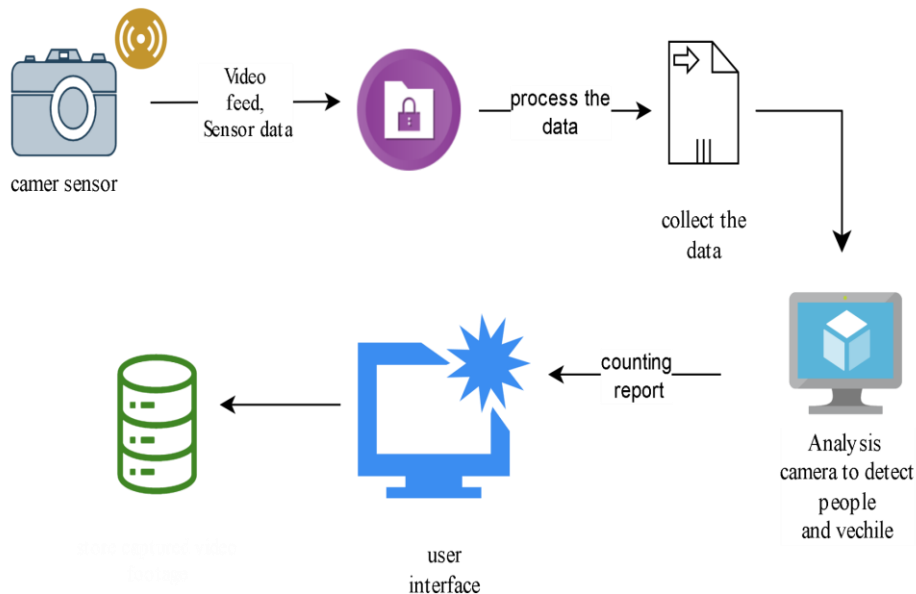 Video
feed,
Sensor data
process the
data
camer sensor
collect the
data
counting
report
Analysis
camera to detect
people
and vechile
user
interface